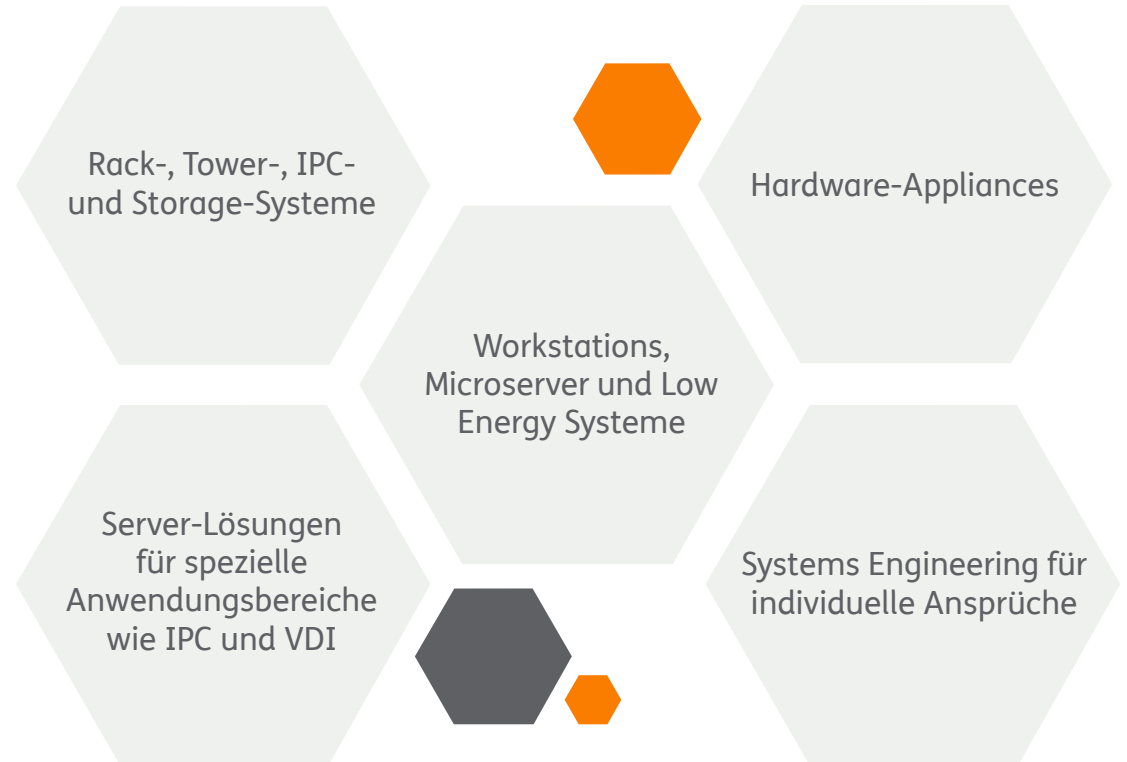 Rack-, Tower-, IPC-
und Storage-Systeme
Hardware-Appliances
Workstations,
Microserver und Low
Energy Systeme
Server-Lösungen
für spezielle
Anwendungsbereiche
wie IPC und VDI
Systems Engineering für
individuelle Ansprüche